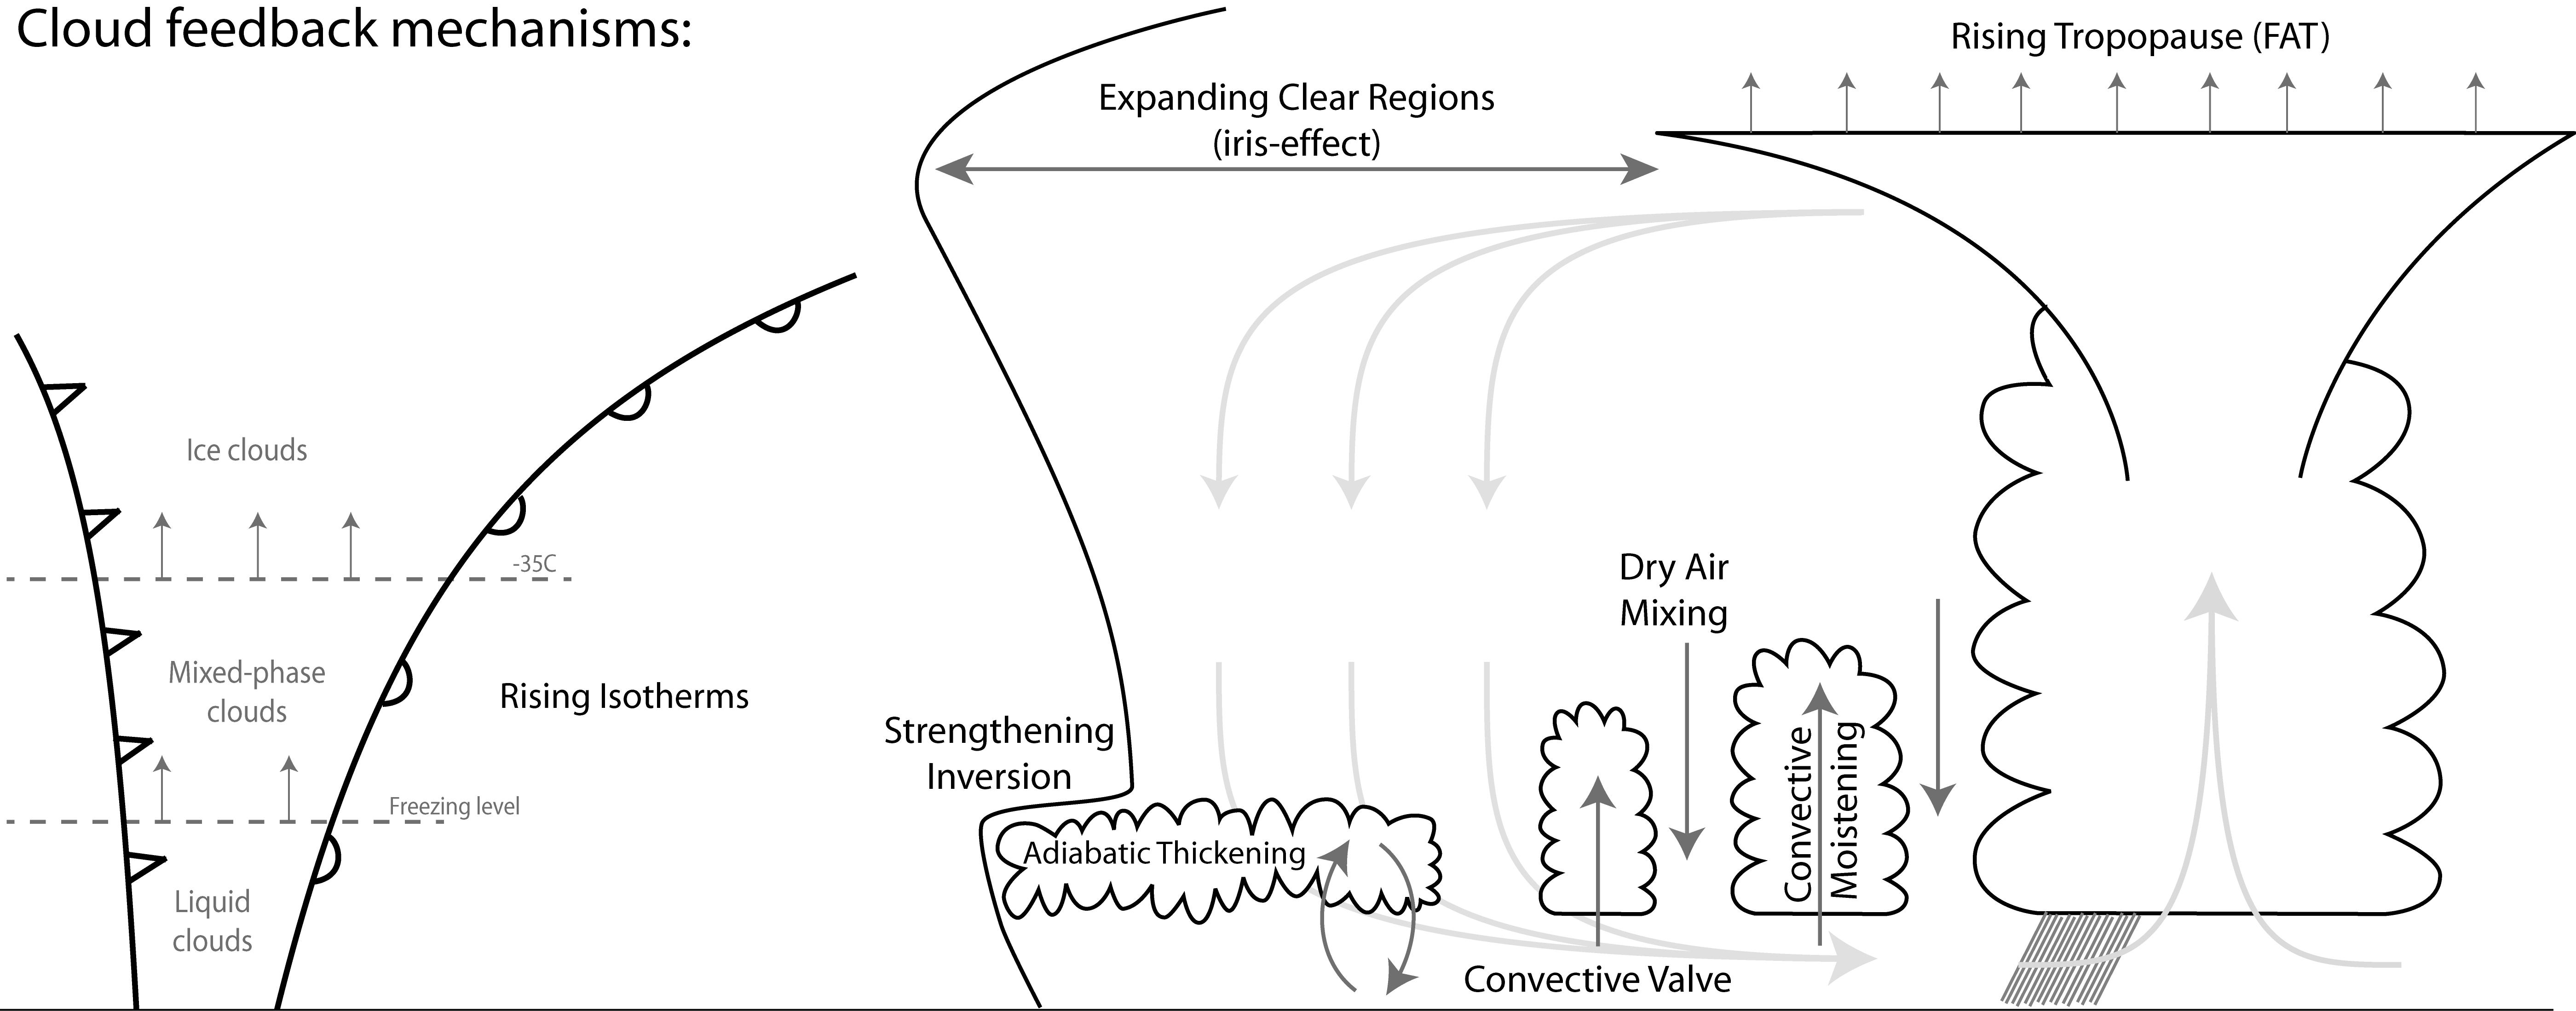 Cloud feedback mechanisms:
Rising Tropopause (FAT)
Expanding Clear Regions
(iris-effect)
Ice clouds
-35C
Mixed-phase
clouds
Rising Isotherms
Freezing level
Liquid
clouds
Strengthening
Inversion
Adiabatic Thickening
Dry Air
Mixing
Convective
Moistening
Convective Valve